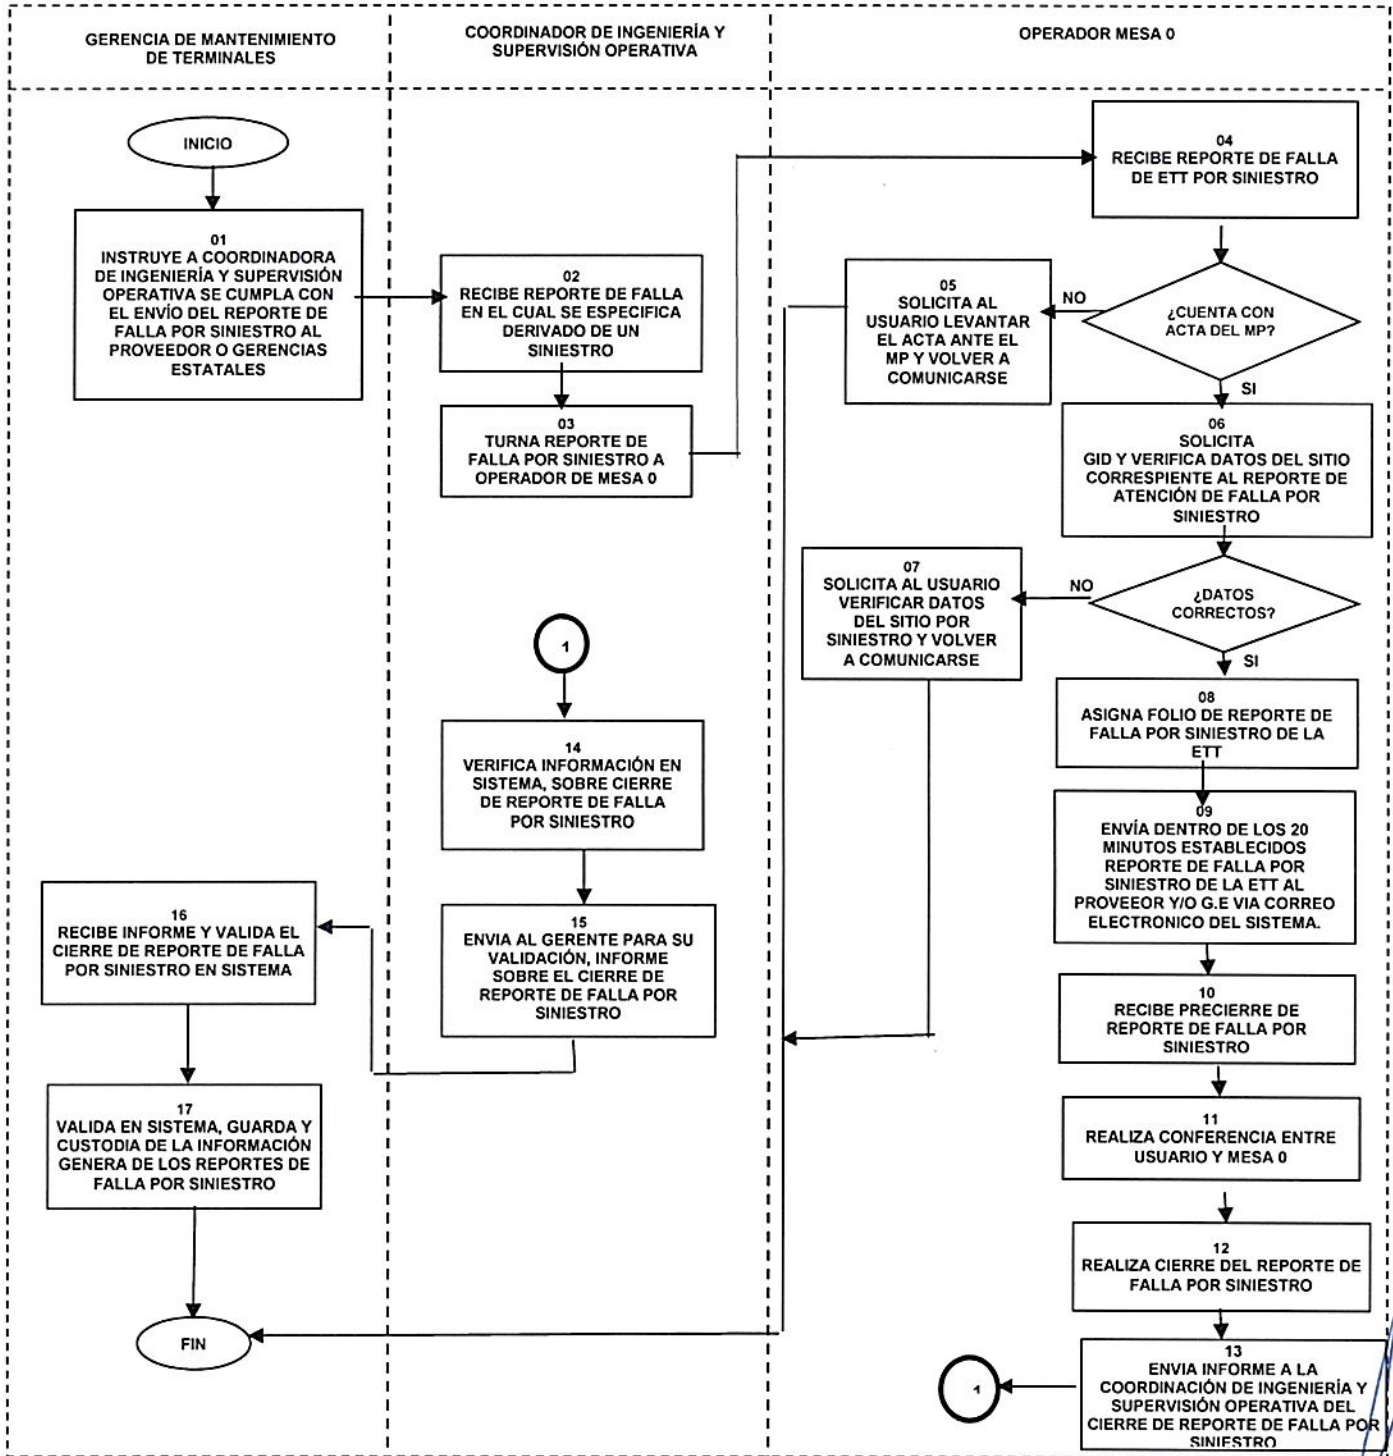 GERENCIA DE MANTENIMIENTO
DE TERMINALES
COORDINADOR DE INGENIERÍA Y
SUPERVISIÓN OPERATIVA
OPERADOR MESA 0
INICIO
01
INSTRUYE A COORDINADORA
DE INGENIERÍA Y SUPERVISIÓN
OPERATIVA SE CUMPLA CON
EL ENVÍO DEL REPORTE DE
FALLA POR SINIESTRO AL
PROVEEDOR O GERENCIAS
ESTATALES
02
RECIBE REPORTE DE FALLA
EN EL CUAL SE ESPECIFICA
DERIVADO DE UN
SINIESTRO
03
TURNA REPORTE DE
FALLA POR SINIESTRO A
OPERADOR DE MESA 0
04
RECIBE REPORTE DE FALLA
DE ETT POR SINIESTRO
¿CUENTA CON
ACTA DEL MP?
NO
05
SOLICITA AL
USUARIO LEVANTAR
EL ACTA ANTE EL
MP Y VOLVER A
COMUNICARSE
SI
06
SOLICITA
GID Y VERIFICA DATOS DEL SITIO
CORRESPIENTE AL REPORTE DE
ATENCIÓN DE FALLA POR
SINIESTRO
¿DATOS
CORRECTOS?
NO
07
SOLICITA AL USUARIO
VERIFICAR DATOS
DEL SITIO POR
SINIESTRO Y VOLVER
A COMUNICARSE
SI
08
ASIGNA FOLIO DE REPORTE DE
FALLA POR SINIESTRO DE LA
ETT
09
ENVÍA DENTRO DE LOS 20
MINUTOS ESTABLECIDOS
REPORTE DE FALLA POR
SINIESTRO DE LA ETT AL
PROVEEOR Y/O G.E VIA CORREO
ELECTRONICO DEL SISTEMA.
10
RECIBE PRECIERRE DE
REPORTE DE FALLA POR
SINIESTRO
11
REALIZA CONFERENCIA ENTRE
USUARIO Y MESA 0
12
REALIZA CIERRE DEL REPORTE DE
FALLA POR SINIESTRO
13
ENVIA INFORME A LA
COORDINACIÓN DE INGENIERÍA Y
SUPERVISIÓN OPERATIVA DEL
CIERRE DE REPORTE DE FALLA POR
SINIESTRO
1
1
14
VERIFICA INFORMACIÓN EN
SISTEMA, SOBRE CIERRE
DE REPORTE DE FALLA
POR SINIESTRO
15
ENVIA AL GERENTE PARA SU
VALIDACIÓN, INFORME
SOBRE EL CIERRE DE
REPORTE DE FALLA POR
SINIESTRO
16
RECIBE INFORME Y VALIDA EL
CIERRE DE REPORTE DE FALLA
POR SINIESTRO EN SISTEMA
17
VALIDA EN SISTEMA, GUARDA Y
CUSTODIA DE LA INFORMACIÓN
GENERA DE LOS REPORTES DE
FALLA POR SINIESTRO
FIN